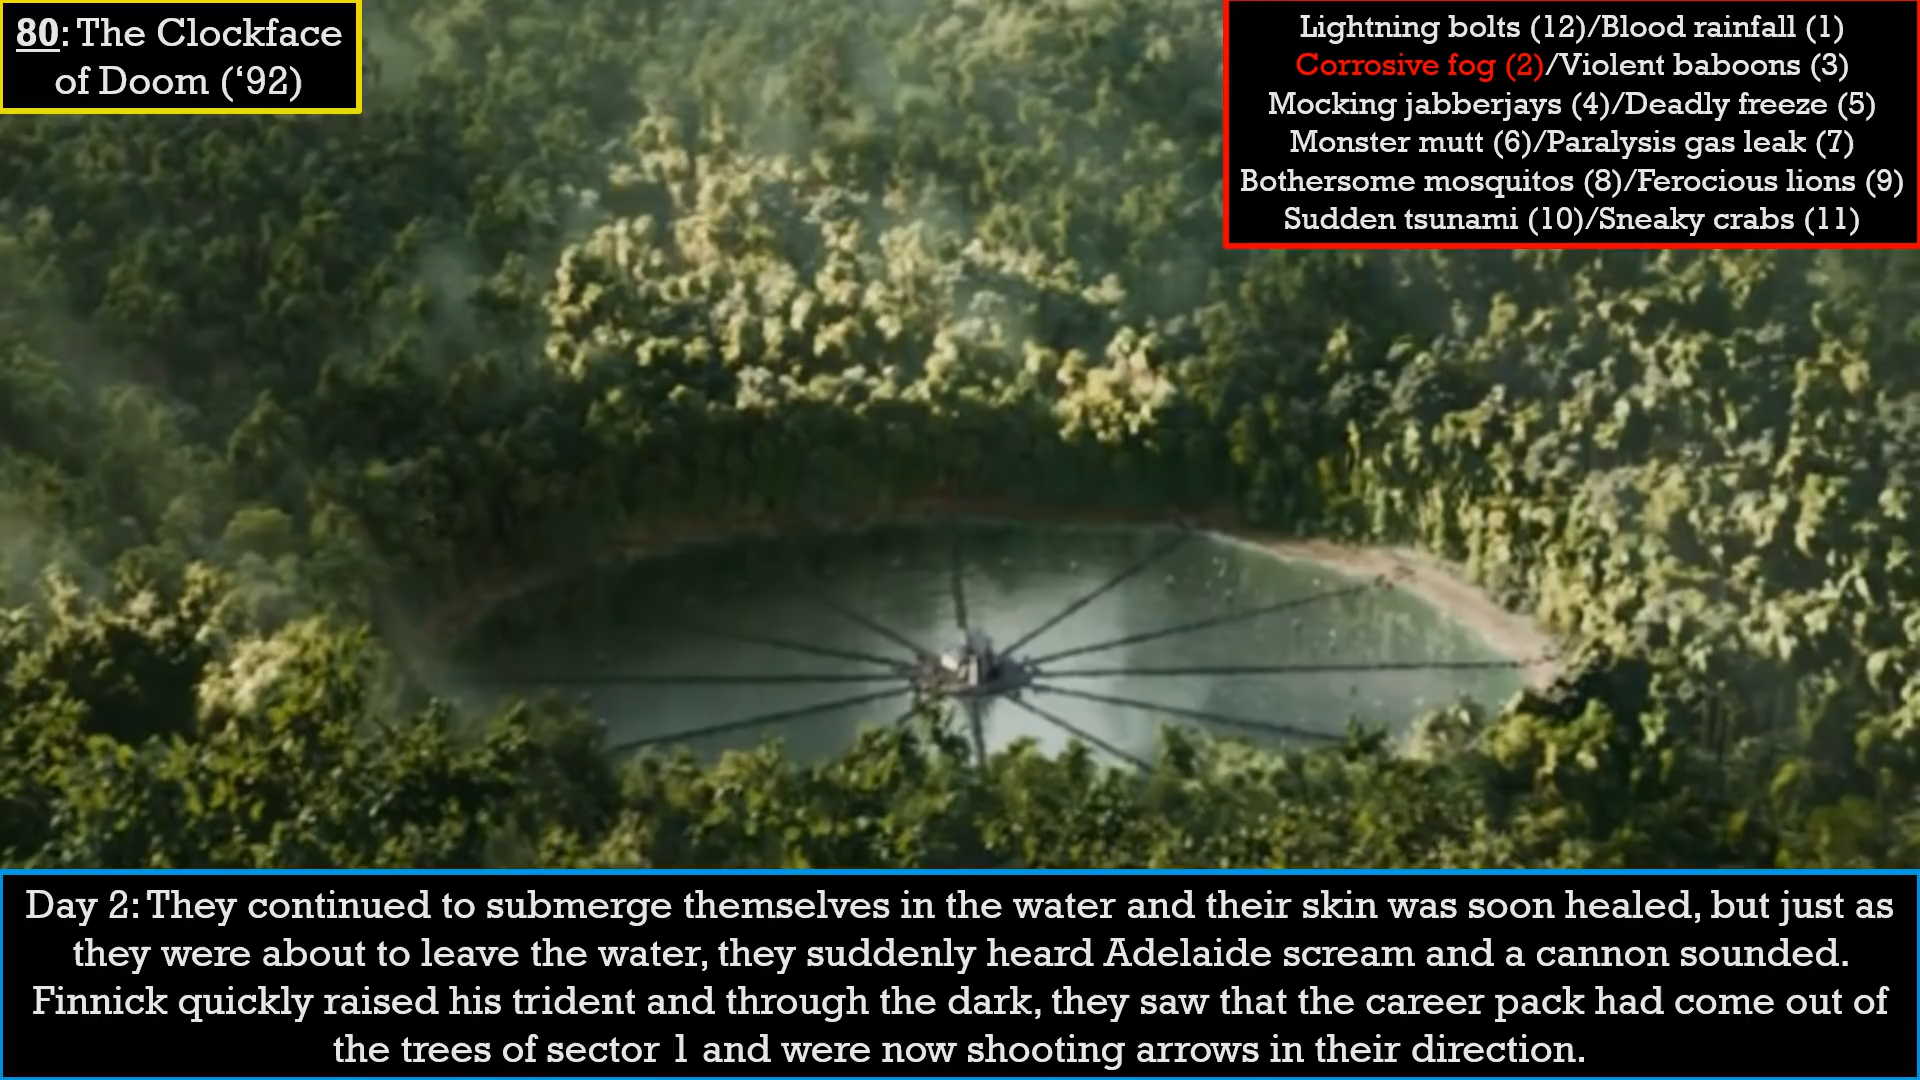 80: The Clockface
of Doom (‘92)
Lightning bolts (12)/Blood rainfall (1)
Corrosive fog (2)/Violent baboons (3)
Mocking jabberjays (4)/Deadly freeze (5)
Monster mutt (6)/Paralysis gas leak (7)
Bothersome mosquitos (8)/Ferocious lions (9)
Sudden tsunami (10)/Sneaky crabs (11)
Day 2: They continued to submerge themselves in the water and their skin was soon healed, but just as
they were about to leave the water, they suddenly heard Adelaide scream and a cannon sounded.
Finnick quickly raised his trident and through the dark, they saw that the career pack had come out of
the trees of sector 1 and were now shooting arrows in their direction.